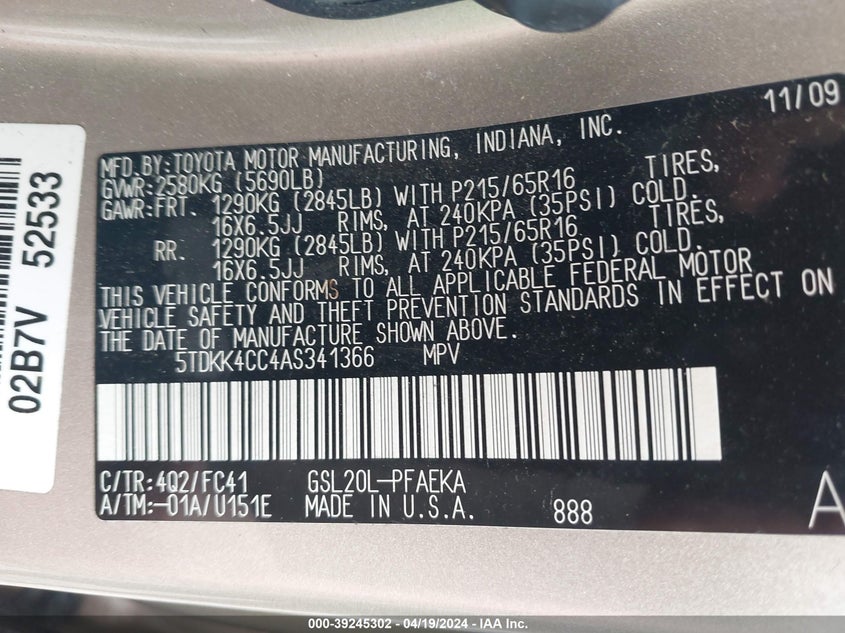 11/09
MFD.BY:TOYOTA MOTOR MANUFACTURING, INDIANA, INC.
GVWR:2580KG (5690LB)
GAWR:FRT. 1290KG (2845LB) WITH P215/65R16 TIRES,
16X6.5JJ RIMS, AT 240KPA (35PSI) COLD.
RR. 1290KG (2845LB) WITH P215/65R16 TIRES,
16X6.5JJ RIMS, AT 240KPA (35PSI) COLD.
THIS VEHICLE CONFORMS TO ALL APPLICABLE FEDERAL MOTOR
VEHICLE SAFETY AND THEFT PREVENTION STANDARDS IN EFFECT ON
THE DATE OF MANUFACTURE SHOWN ABOVE.
5TDKK4CC4AS341366 MPV
C/TR:4Q2/FC41 GSL20L-PFAEKA
A/TM:-01A/U151E MADE IN U.S.A. 888 A
02B7V 52533
000-39245302 - 04/19/2024 - IAA Inc.